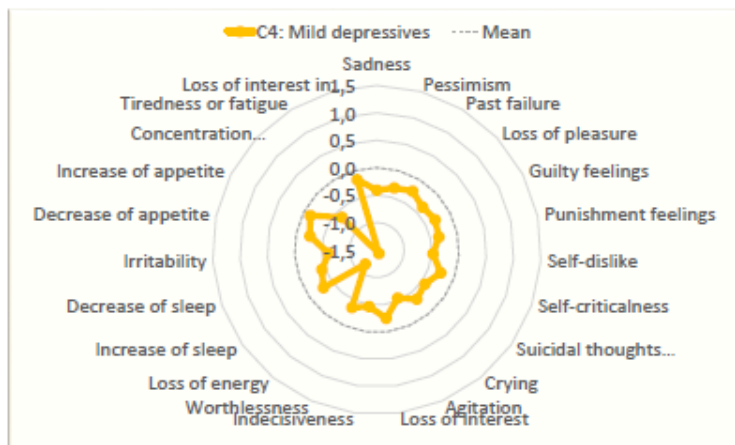 C4: Mild depressives
Mean
Sadness
Pessimism
Past failure
Loss of pleasure
Guilty feelings
Punishment feelings
Self-dislike
Self-criticalness
Suicidal thoughts...
Crying
Agitation
Loss of interest
Indecisiveness
Worthlessness
Loss of energy
Increase of sleep
Decrease of sleep
Irritability
Decrease of appetite
Increase of appetite
Concentration...
Tiredness or fatigue
Loss of interest in
1,5
1,0
0,5
0,0
-0,5
-1,0
-1,5